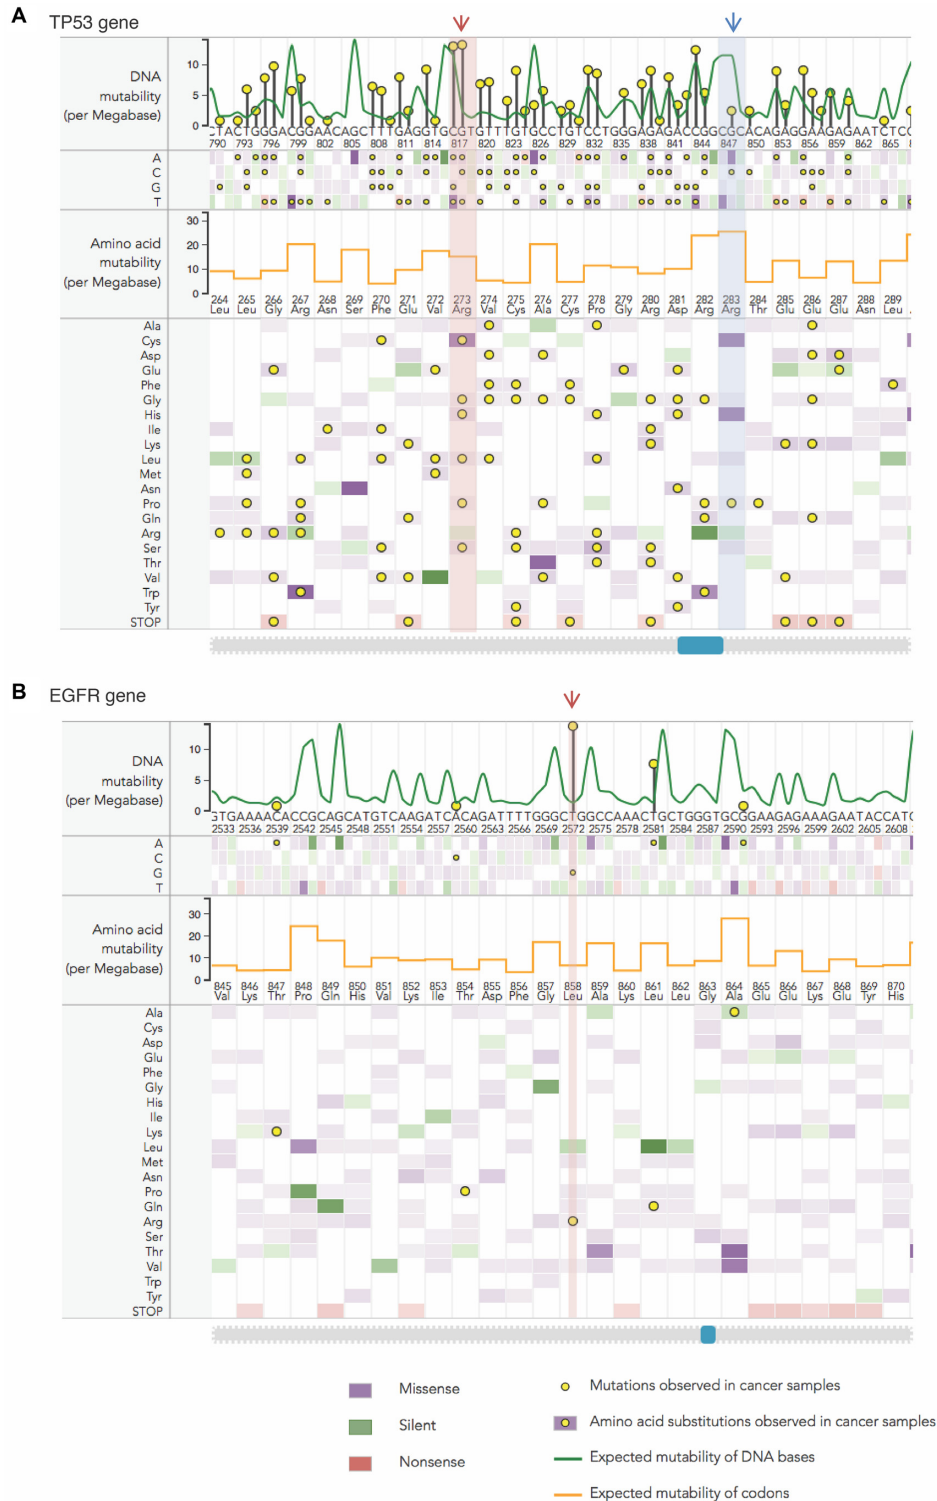 A
TP53 gene
DNA
mutability
(per Megabase)
10
5
0
CTACTGGGACGGAACAGCTTTGAGGTGCGTGTTTGTGCCTGTCCTGGGAGAGACCGGCGCACAGAGGAAGAGAATCTCC
790 793 796 799 802 805 808 811 814 817 820 823 826 829 832 835 838 841 844 847 850 853 856 859 862 865
A
C
G
T
Amino acid
mutability
(per Megabase)
30
20
10
0
264 265 266 267 268 269 270 271 272 273 274 275 276 277 278 279 280 281 282 283 284 285 286 287 288 289
Leu Leu Gly Arg Asn Ser Phe Glu Val Arg Val Cys Ala Cys Pro Gly Arg Asp Arg Arg Thr Glu Glu Glu Asn Leu
Ala
Cys
Asp
Glu
Phe
Gly
His
Ile
Lys
Leu
Met
Asn
Pro
Gln
Arg
Ser
Thr
Val
Trp
Tyr
STOP
B
EGFR gene
DNA
mutability
(per Megabase)
10
5
0
GTGAAAACACCGCAGCATGTCAAGATCACAGATTTTGGGCTGGCCAAACTGCTGGGTGCGGAAGAGAAAGAATACCATG
2533 2536 2539 2542 2545 2548 2551 2554 2557 2560 2563 2566 2569 2572 2575 2578 2581 2584 2587 2590 2593 2596 2599 2602 2605 2608
A
C
G
T
Amino acid
mutability
(per Megabase)
30
20
10
0
845 846 847 848 849 850 851 852 853 854 855 856 857 858 859 860 861 862 863 864 865 866 867 868 869 870
Val Lys Thr Pro Gln His Val Lys Ile Thr Asp Phe Gly Leu Ala Lys Leu Leu Gly Ala Glu Glu Lys Glu Tyr His
Ala
Cys
Asp
Glu
Phe
Gly
His
Ile
Lys
Leu
Met
Asn
Pro
Gln
Arg
Ser
Thr
Val
Trp
Tyr
STOP
Missense
Silent
Nonsense
Mutations observed in cancer samples
Amino acid substitutions observed in cancer samples
Expected mutability of DNA bases
Expected mutability of codons